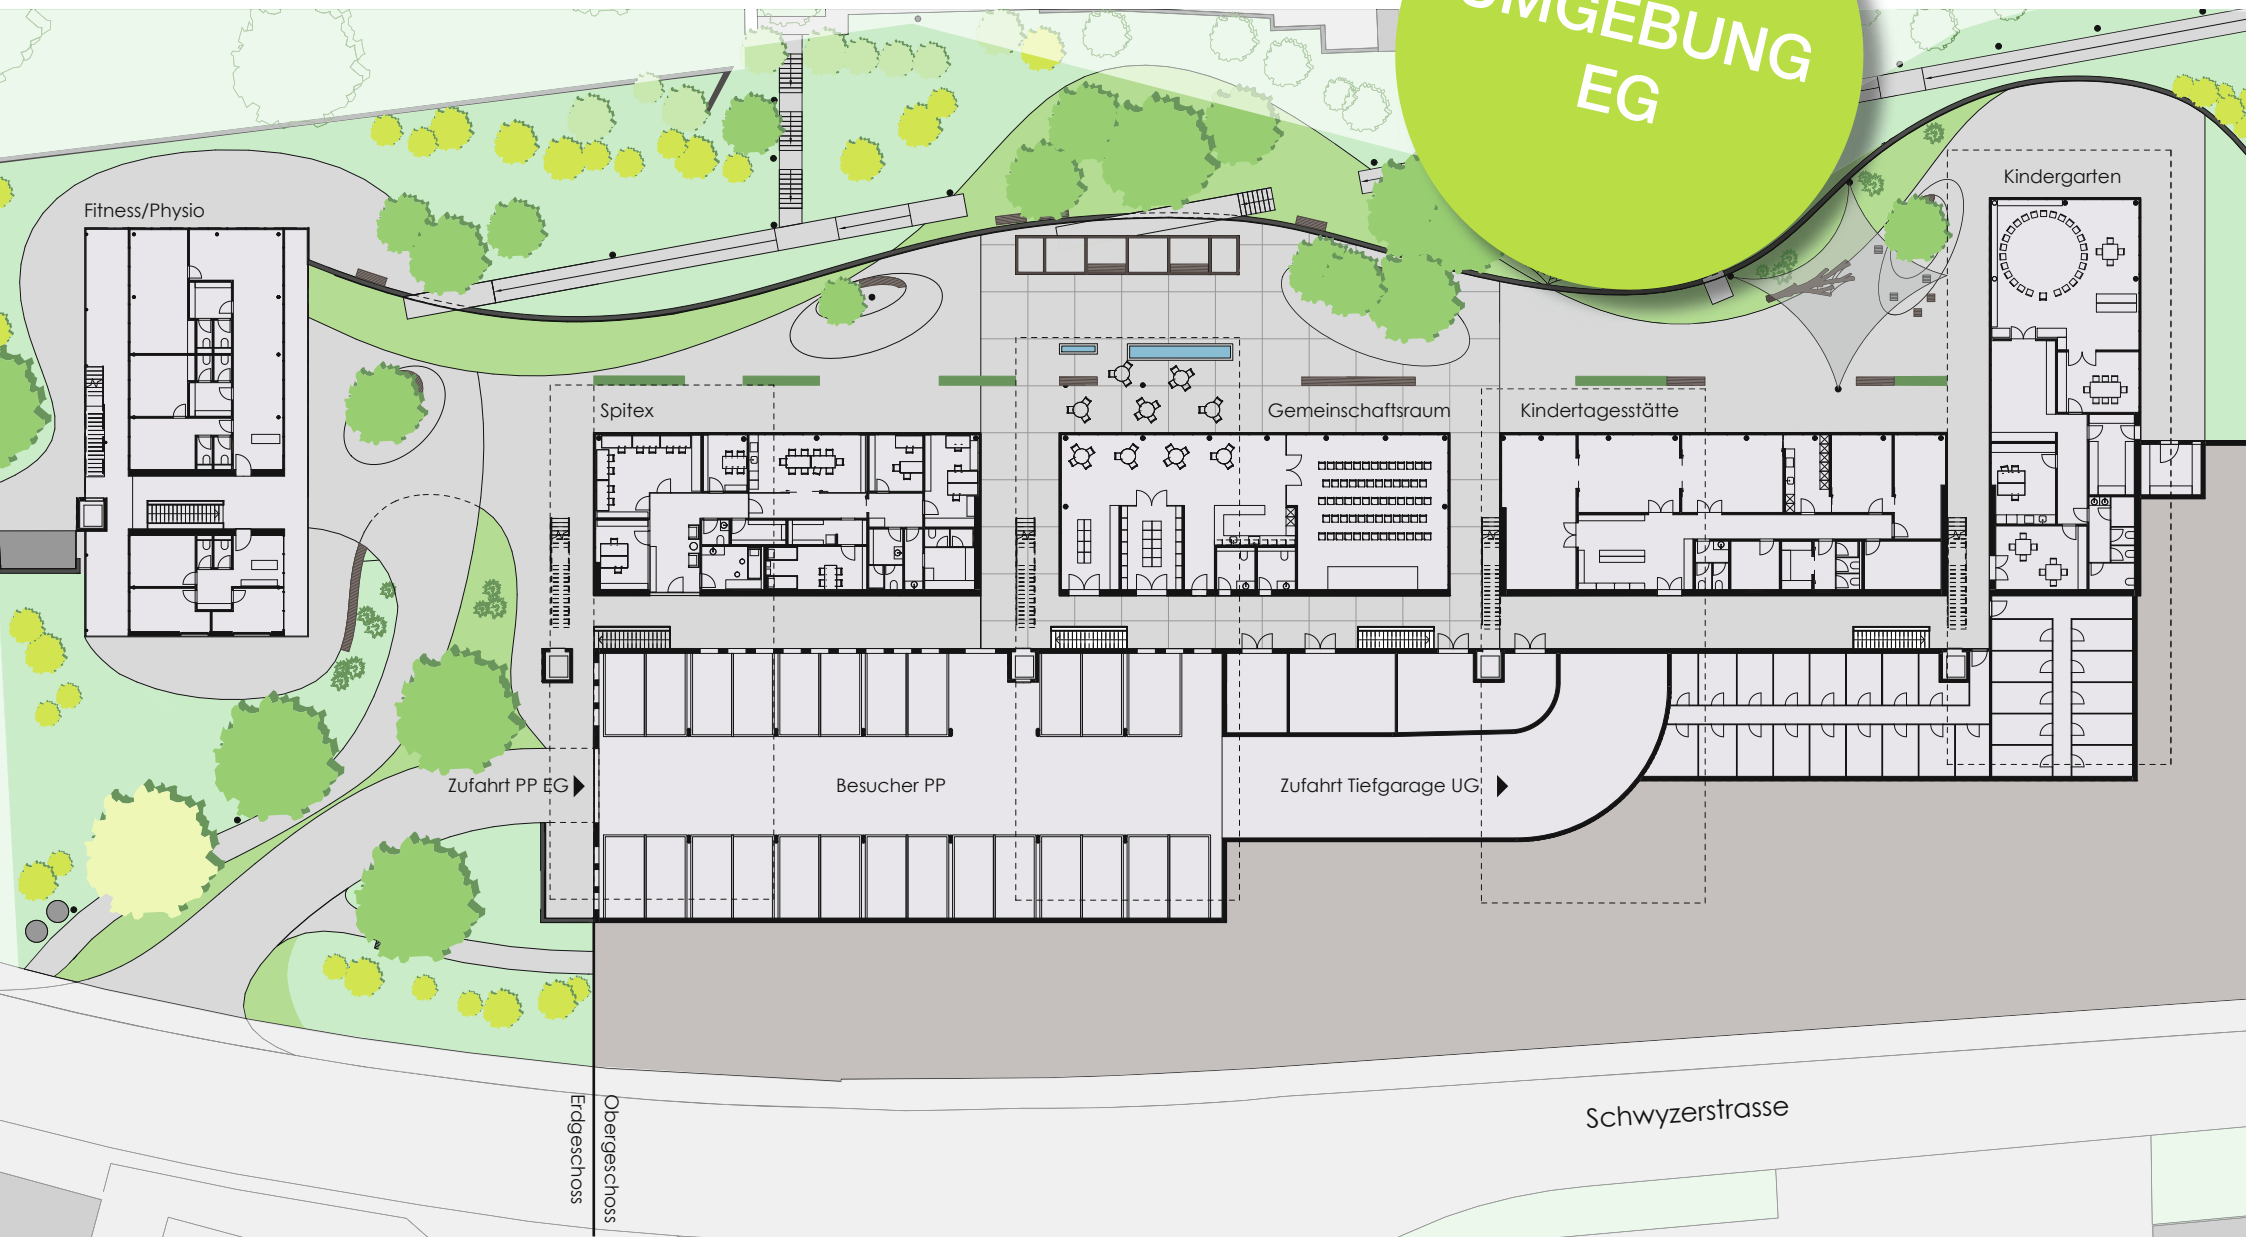 UMGEBUNG
EG
Kindergarten
Fitness/Physio
Spitex
Gemeinschaftsraum
Kindertagesstätte
Zufahrt PP EG
Besucher PP
Zufahrt Tiefgarage UG
Erdgeschoss
Obergeschoss
Schwyzerstrasse